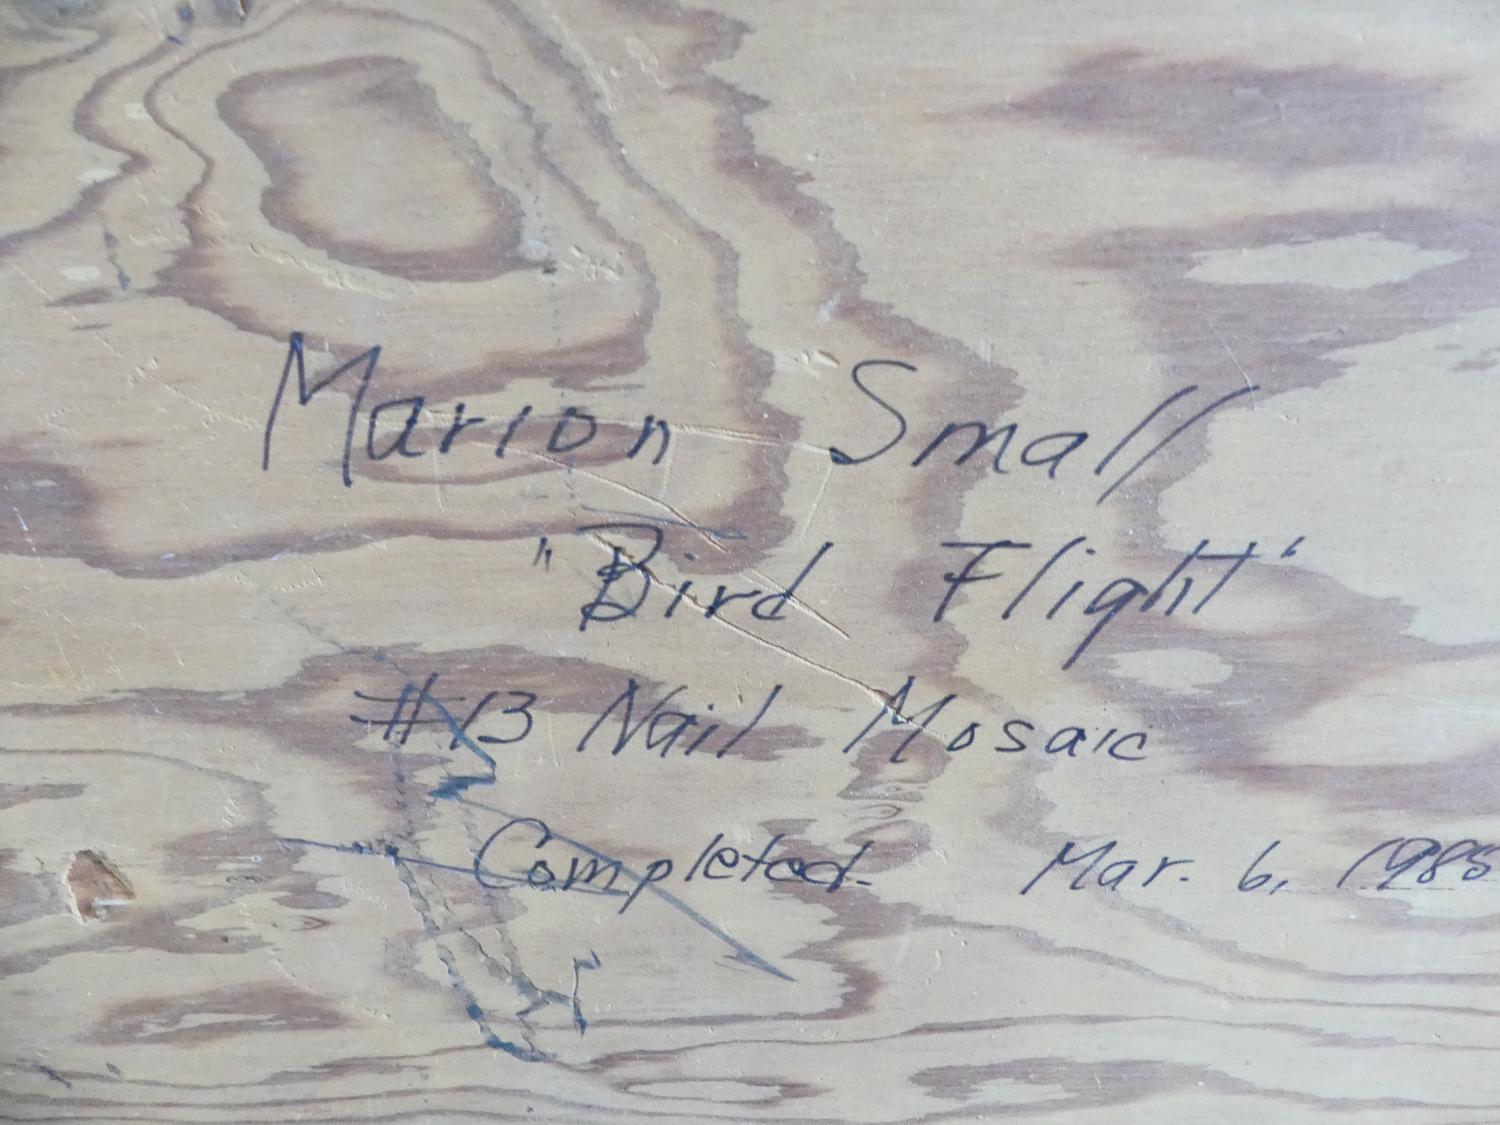 Marion Small
"Bird Flight"
#13 Nail Mosaic
Completed. Mar. 6, 1985